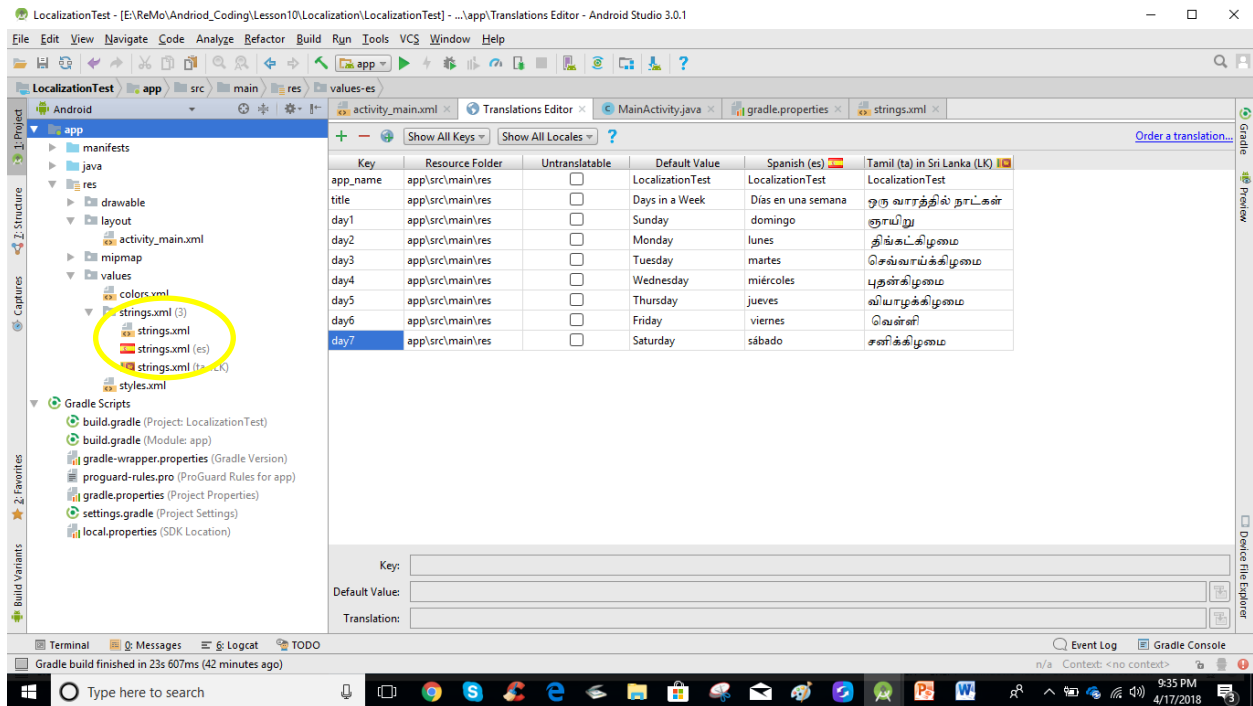 LocalizationTest - [E:\ReMo\Andriod_Coding\Lesson10\Localization\LocalizationTest] - ...\app\Translations Editor - Android Studio 3.0.1
File Edit View Navigate Code Analyze Refactor Build Run Tools VCS Window Help
app
LocalizationTest app src main res values-es
Android
activity_main.xml Translations Editor MainActivity.java gradle.properties strings.xml
Show All Keys Show All Locales ? Order a translation...
Key Resource Folder Untranslatable Default Value Spanish (es) Tamil (ta) in Sri Lanka (LK)
app_name app\src\main\res LocalizationTest LocalizationTest LocalizationTest
title app\src\main\res Days in a Week Días en una semana ஒரு வாரத்தில் நாட்கள்
day1 app\src\main\res Sunday domingo ஞாயிறு
day2 app\src\main\res Monday lunes திங்கட்கிழமை
day3 app\src\main\res Tuesday martes செவ்வாய்க்கிழமை
day4 app\src\main\res Wednesday miércoles புதன்கிழமை
day5 app\src\main\res Thursday jueves வியாழக்கிழமை
day6 app\src\main\res Friday viernes வெள்ளி
day7 app\src\main\res Saturday sábado சனிக்கிழமை
app
manifests
java
res
drawable
layout
activity_main.xml
mipmap
values
colors.xml
strings.xml (3)
strings.xml
strings.xml (es)
strings.xml
styles.xml
Gradle Scripts
build.gradle (Project: LocalizationTest)
build.gradle (Module: app)
gradle-wrapper.properties (Gradle Version)
proguard-rules.pro (ProGuard Rules for app)
gradle.properties (Project Properties)
settings.gradle (Project Settings)
local.properties (SDK Location)
1: Project
7: Structure
Captures
2: Favorites
Build Variants
Gradle
Preview
Device File Explorer
Key:
Default Value:
Translation:
Terminal 0: Messages 6: Logcat TODO Event Log Gradle Console
Gradle build finished in 23s 607ms (42 minutes ago) n/a Context: <no context>
Type here to search
9:35 PM
4/17/2018